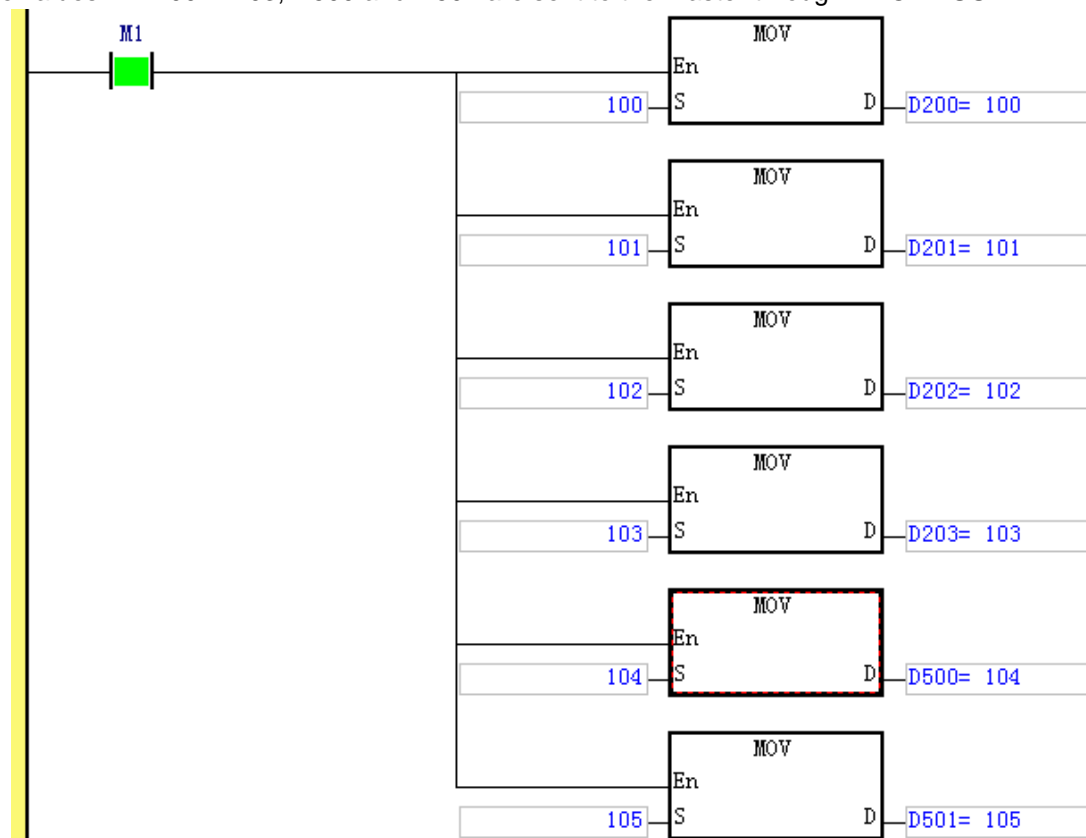 M1
MOV
En
100 S D D200= 100
MOV
En
101 S D D201= 101
MOV
En
102 S D D202= 102
MOV
En
103 S D D203= 103
MOV
En
104 S D D500= 104
MOV
En
105 S D D501= 105